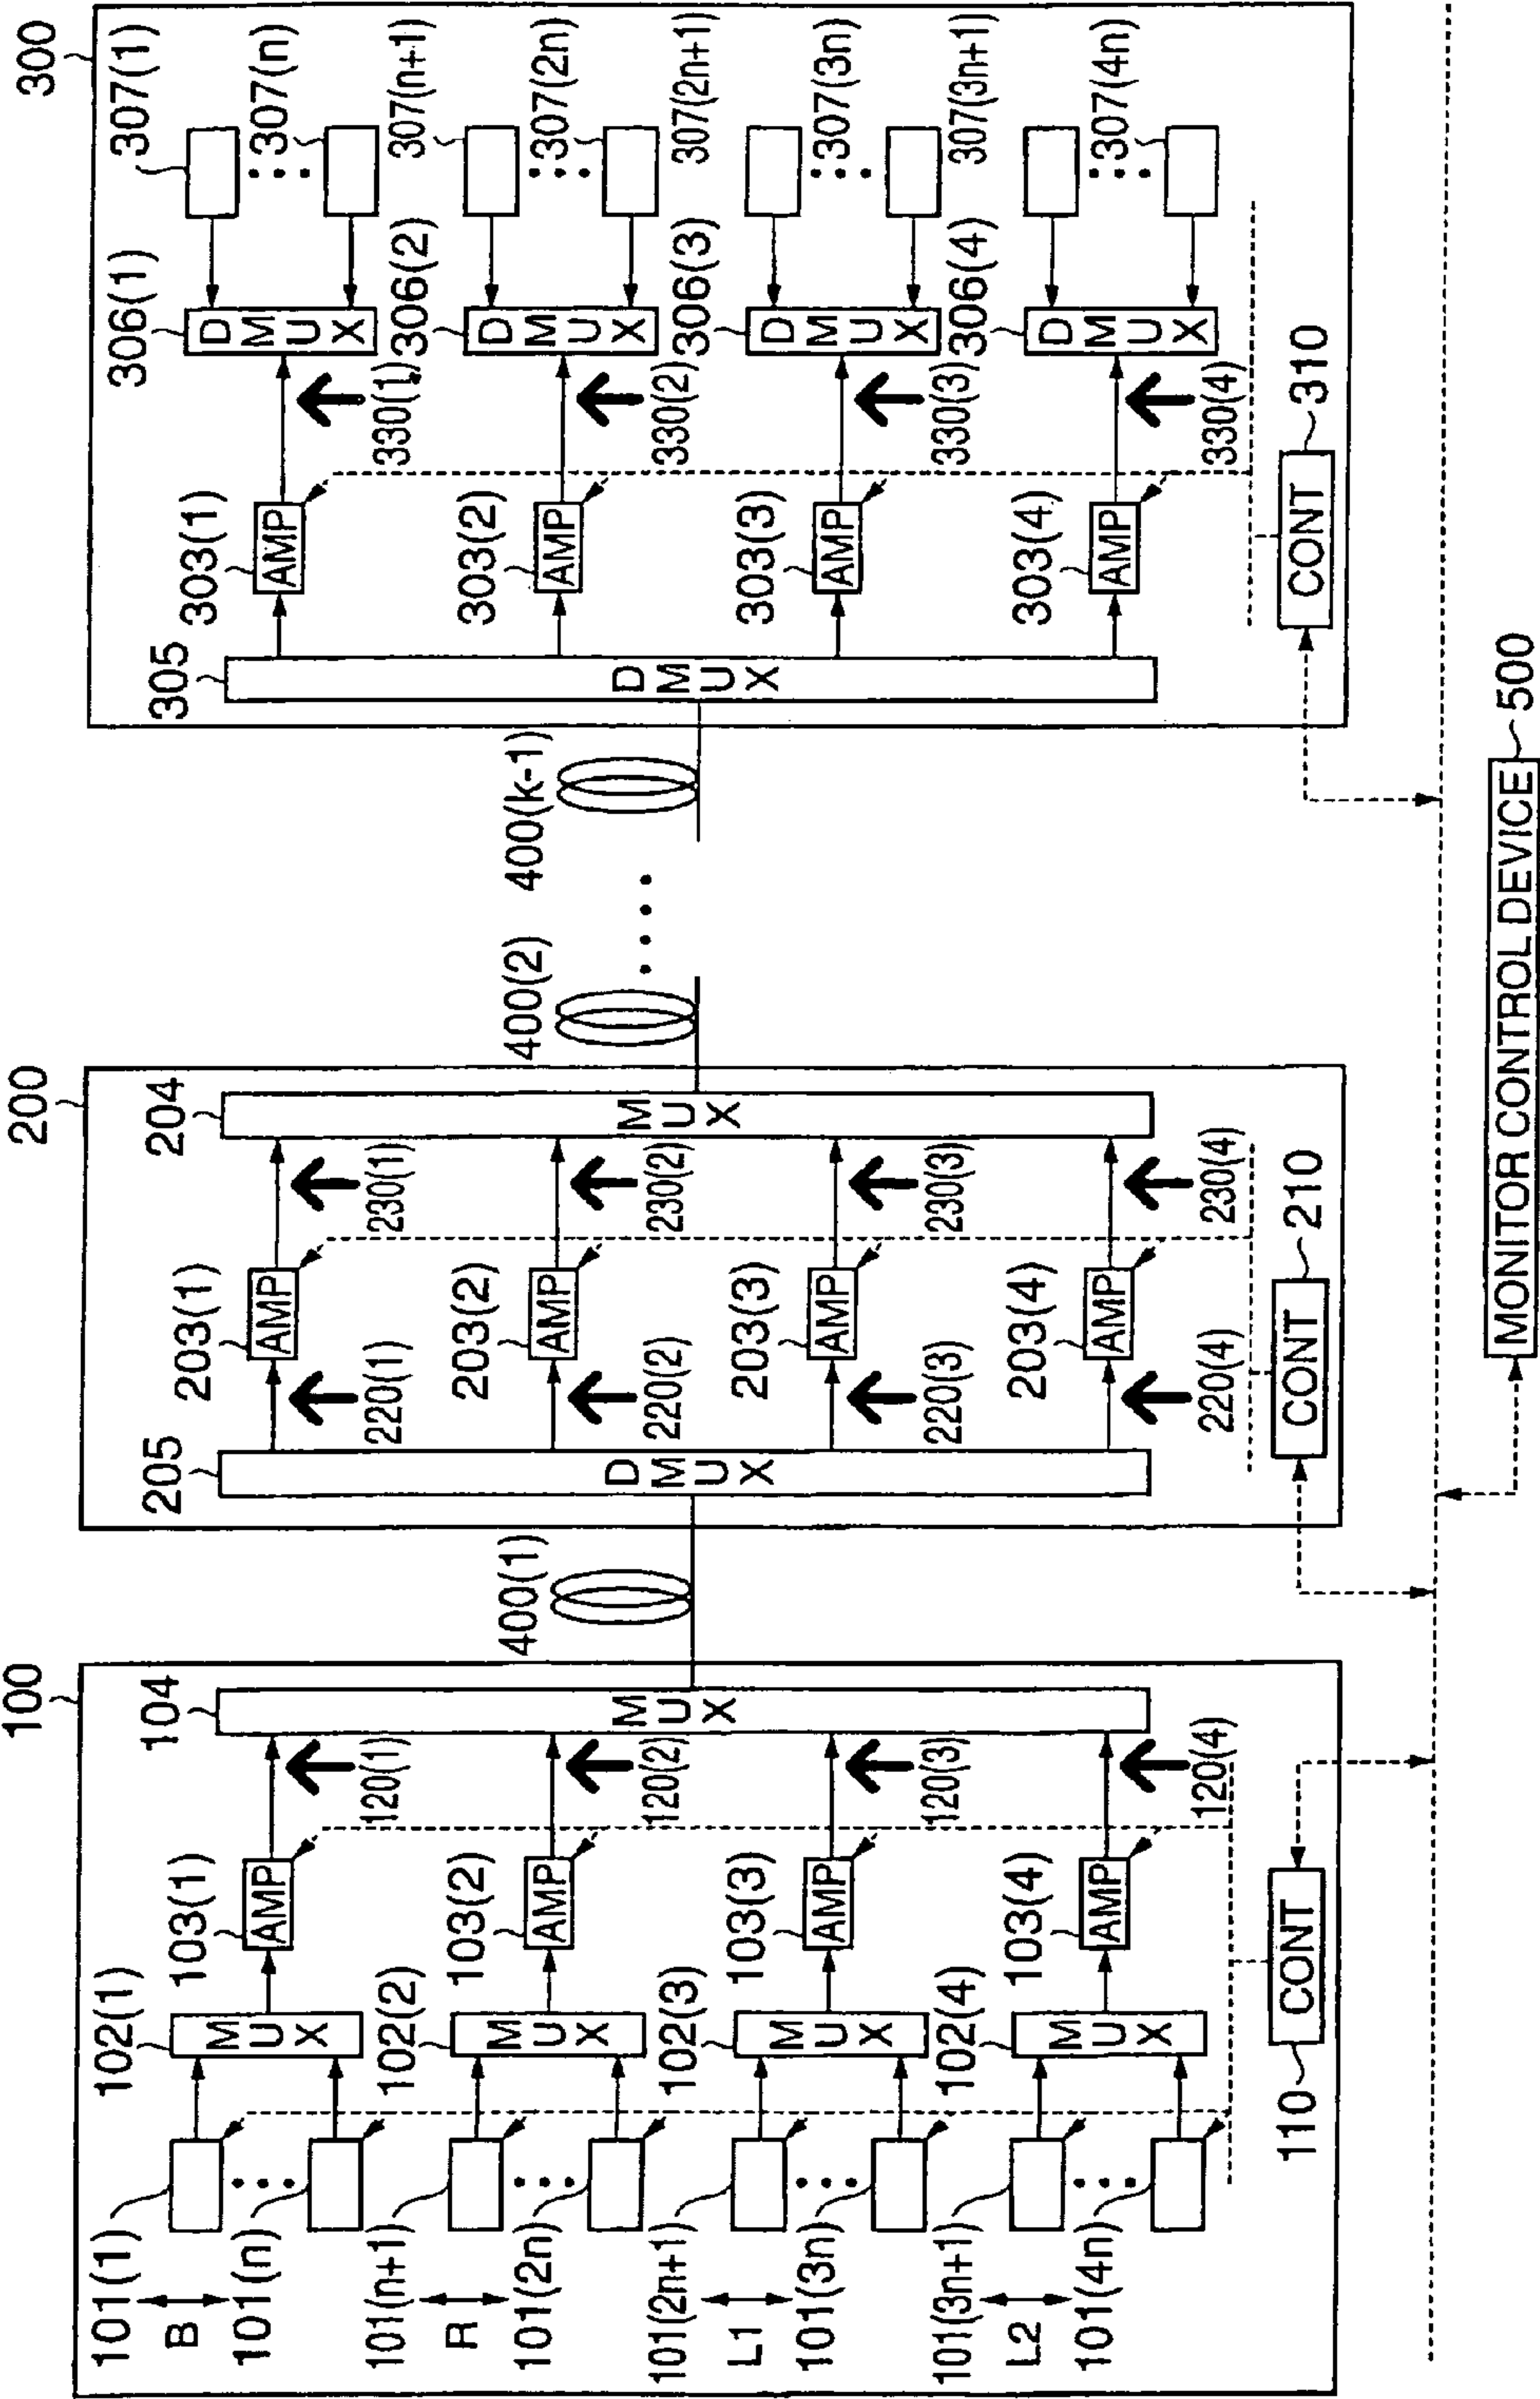 100
101(1)
B
101(n)
101(n+1)
R
101(2n)
101(2n+1)
L1
101(3n)
101(3n+1)
L2
101(4n)
102(1)
MUX
102(2)
MUX
102(3)
MUX
102(4)
MUX
103(1)
AMP
103(2)
AMP
103(3)
AMP
103(4)
AMP
120(1)
120(2)
120(3)
120(4)
104
MUX
110
CONT
400(1)
200
205
DMUX
220(1)
220(2)
220(3)
220(4)
203(1)
AMP
203(2)
AMP
203(3)
AMP
203(4)
AMP
230(1)
230(2)
230(3)
230(4)
204
MUX
CONT
210
400(2)
400(k-1)
300
305
DMUX
303(1)
AMP
303(2)
AMP
303(3)
AMP
303(4)
AMP
330(1)
330(2)
330(3)
330(4)
306(1)
DMUX
306(2)
DMUX
306(3)
DMUX
306(4)
DMUX
307(1)
307(n)
307(n+1)
307(2n)
307(2n+1)
307(3n)
307(3n+1)
307(4n)
CONT
310
MONITOR CONTROL DEVICE
500